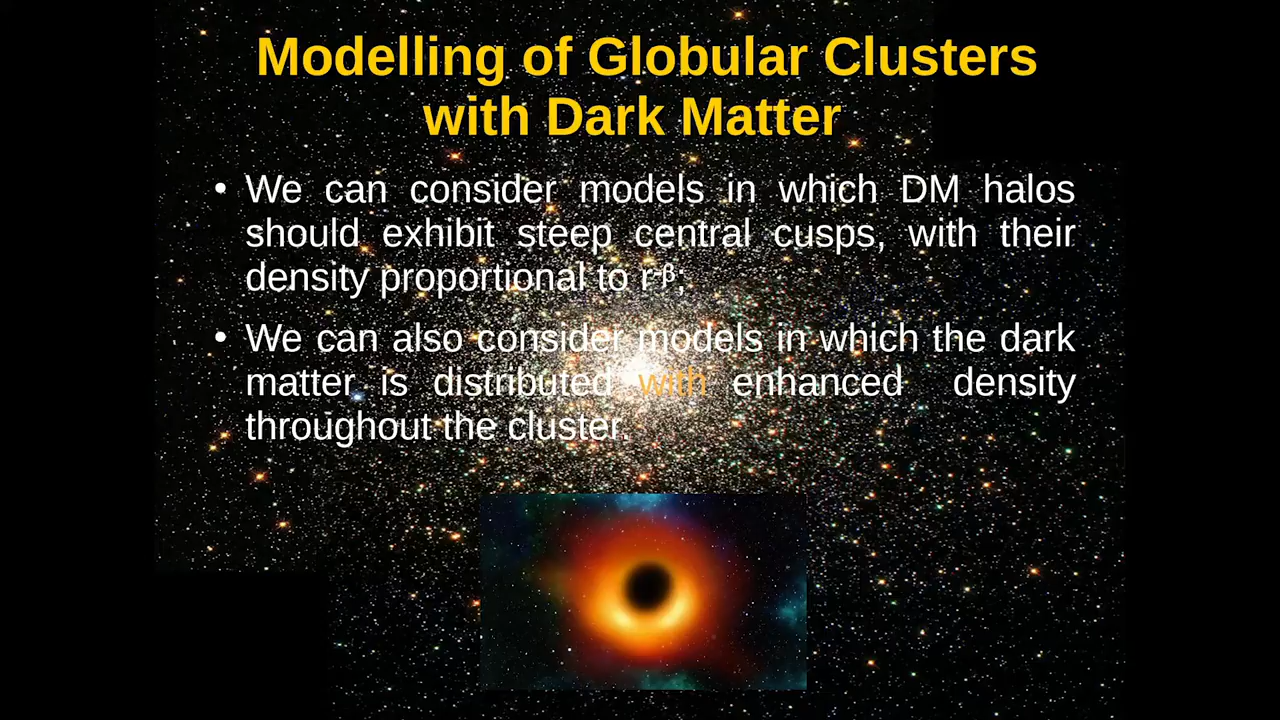 Modelling of Globular Clusters
with Dark Matter
• We can consider models in which DM halos
should exhibit steep central cusps, with their
density proportional to r⁻ᵝ;
• We can also consider models in which the dark
matter is distributed with enhanced density
throughout the cluster.